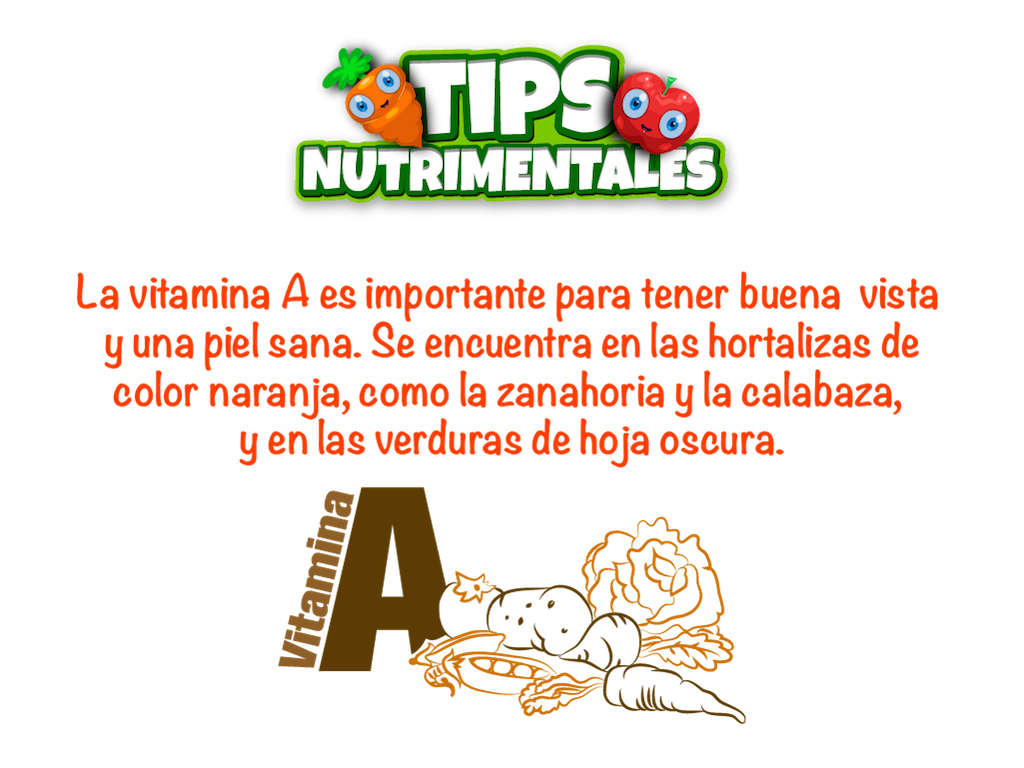 TIPS
NUTRIMENTALES
La vitamina A es importante para tener buena vista
y una piel sana. Se encuentra en las hortalizas de
color naranja, como la zanahoria y la calabaza,
y en las verduras de hoja oscura.
Vitamina
A